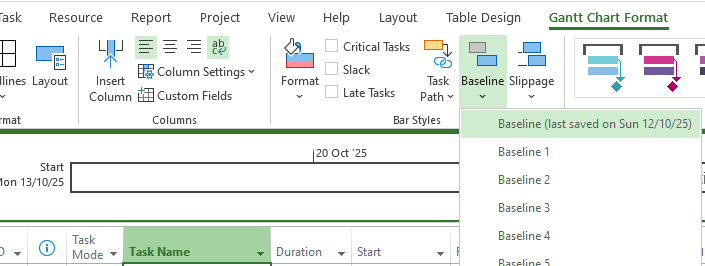 Task Resource Report Project View Help Layout Table Design Gantt Chart Format
Critical Tasks
Slack
Late Tasks
Layout
Insert
Column
Column Settings
Custom Fields
Format
Task
Path
Baseline
Slippage
Columns
Bar Styles
Baseline (last saved on Sun 12/10/25)
Baseline 1
Baseline 2
Baseline 3
Baseline 4
Baseline 5
20 Oct '25
Start
Mon 13/10/25
Task
Mode
Task Name
Duration
Start